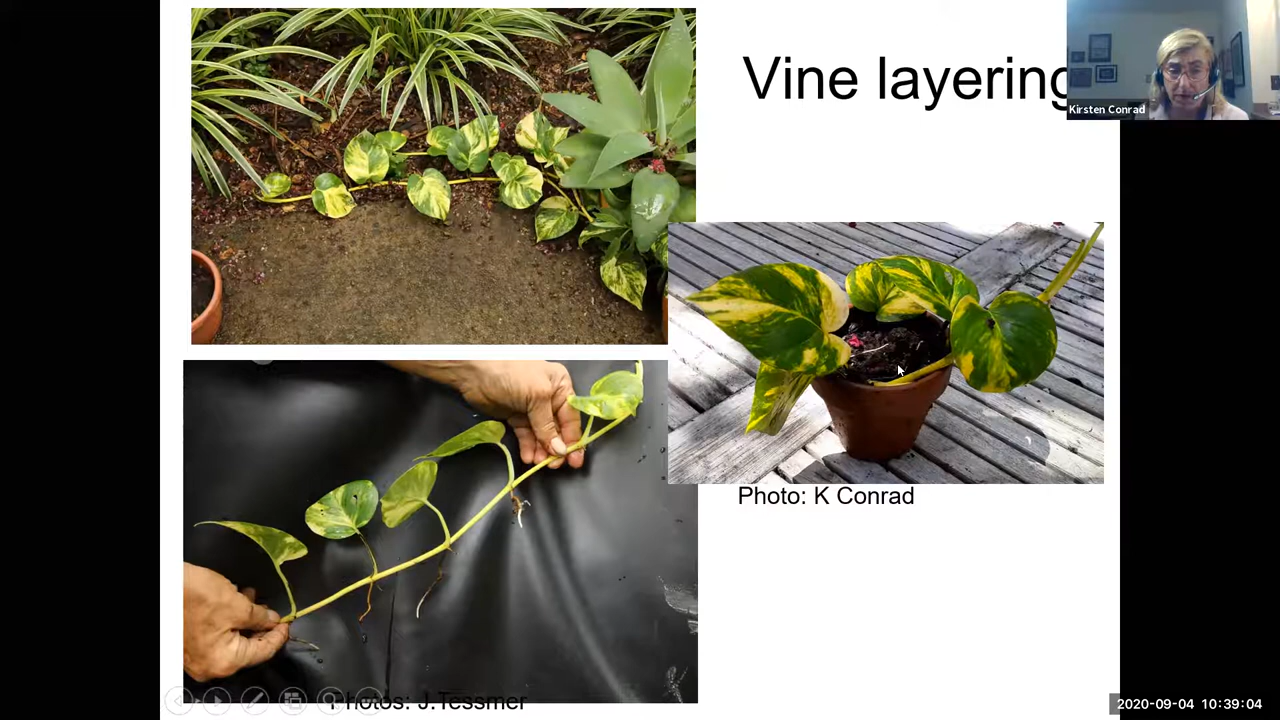 Vine layering
Kirsten Conrad
Photo: K Conrad
Photos: J.Tessmer
2020-09-04 10:39:04